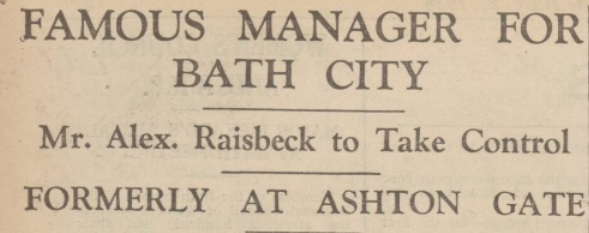 FAMOUS MANAGER FOR
BATH CITY
Mr. Alex. Raisbeck to Take Control
FORMERLY AT ASHTON GATE